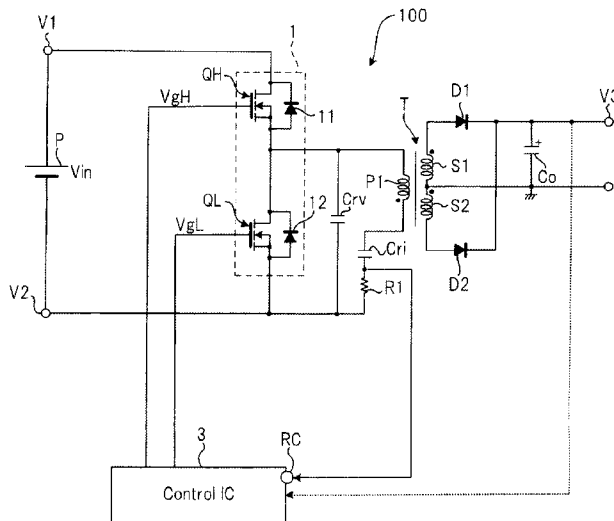 100
V1
1
QH
VgH
11
D1
V3
T
P
Vin
P1
S1
S2
Co
QL
VgL
12
Crv
Cri
R1
D2
V2
3
RC
Control IC